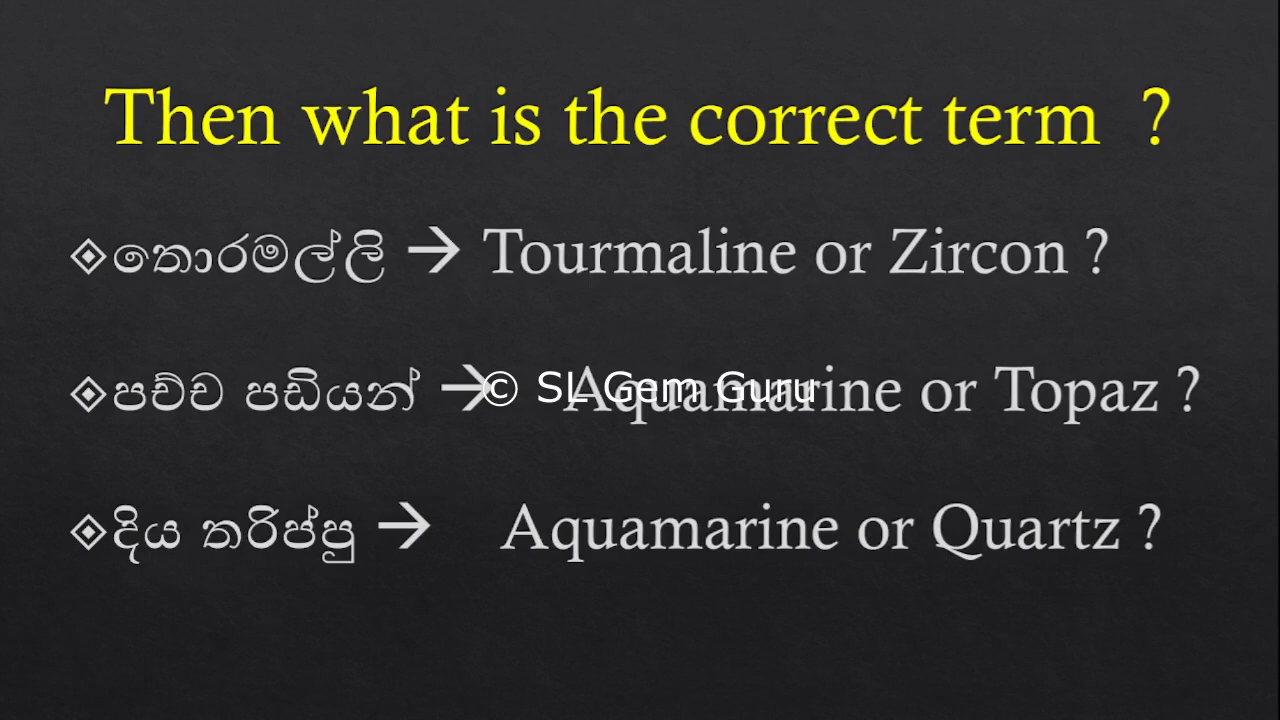 Then what is the correct term ?
තොරමල්ලි → Tourmaline or Zircon ?
පච්ච පඩියන් → Aquamarine or Topaz ?
© SL Gem Guru
දිය තරිප්පු → Aquamarine or Quartz ?